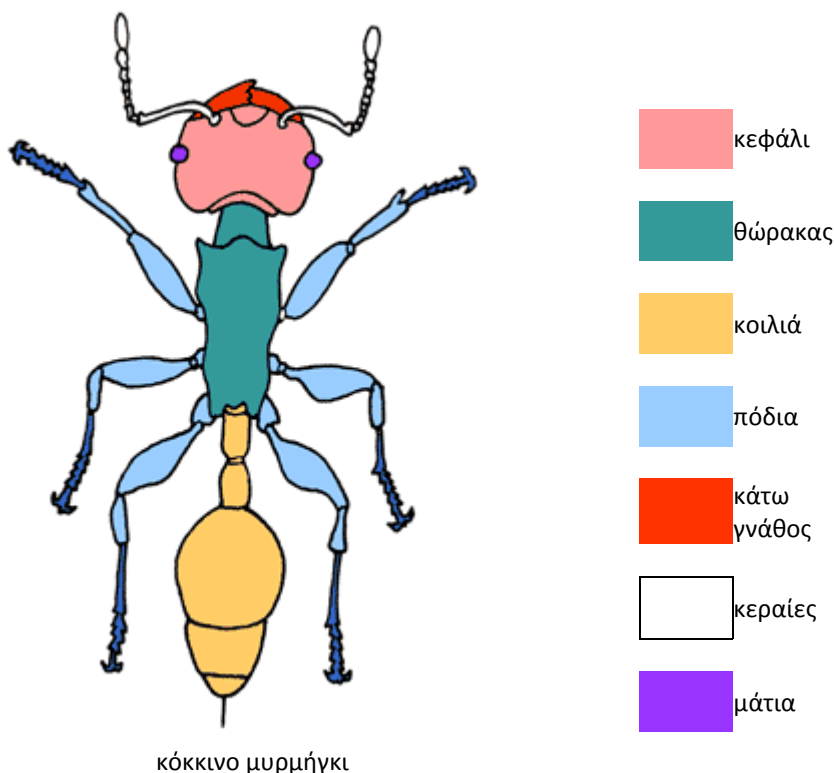 κεφάλι
θώρακας
κοιλιά
πόδια
κάτω
γνάθος
κεραίες
μάτια
κόκκινο μυρμήγκι